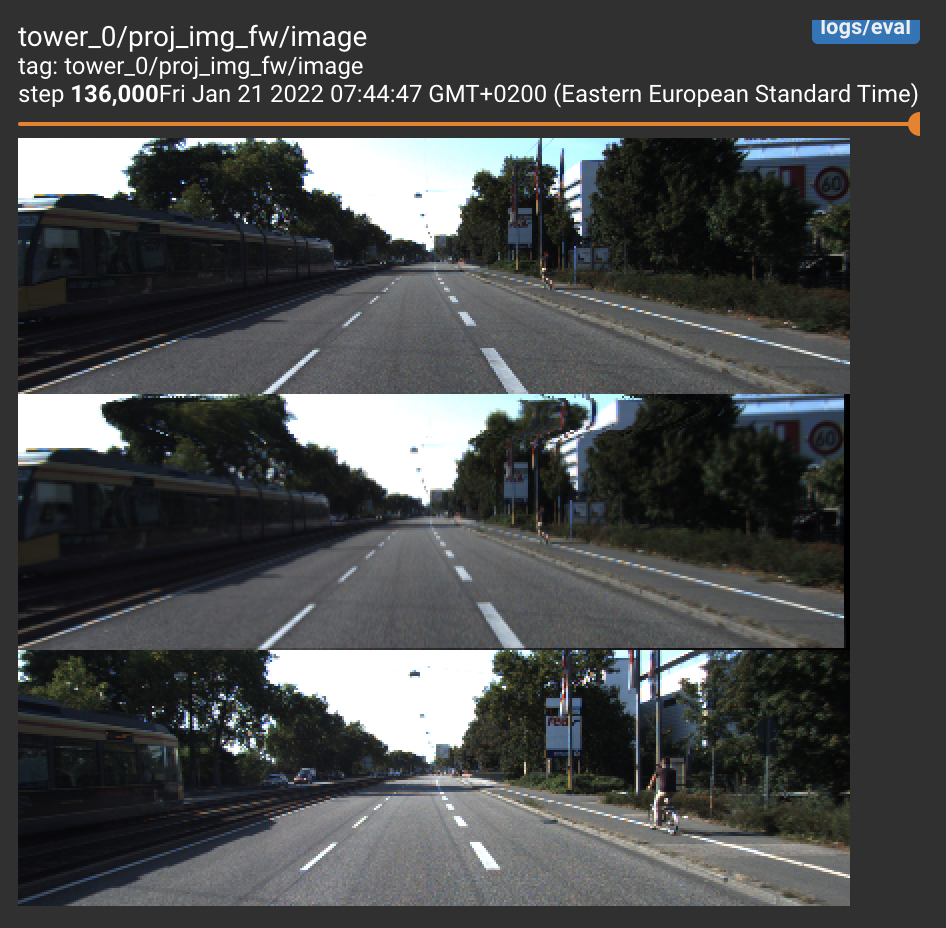 tower_0/proj_img_fw/image
logs/eval
tag: tower_0/proj_img_fw/image
step 136,000Fri Jan 21 2022 07:44:47 GMT+0200 (Eastern European Standard Time)
60
60
real